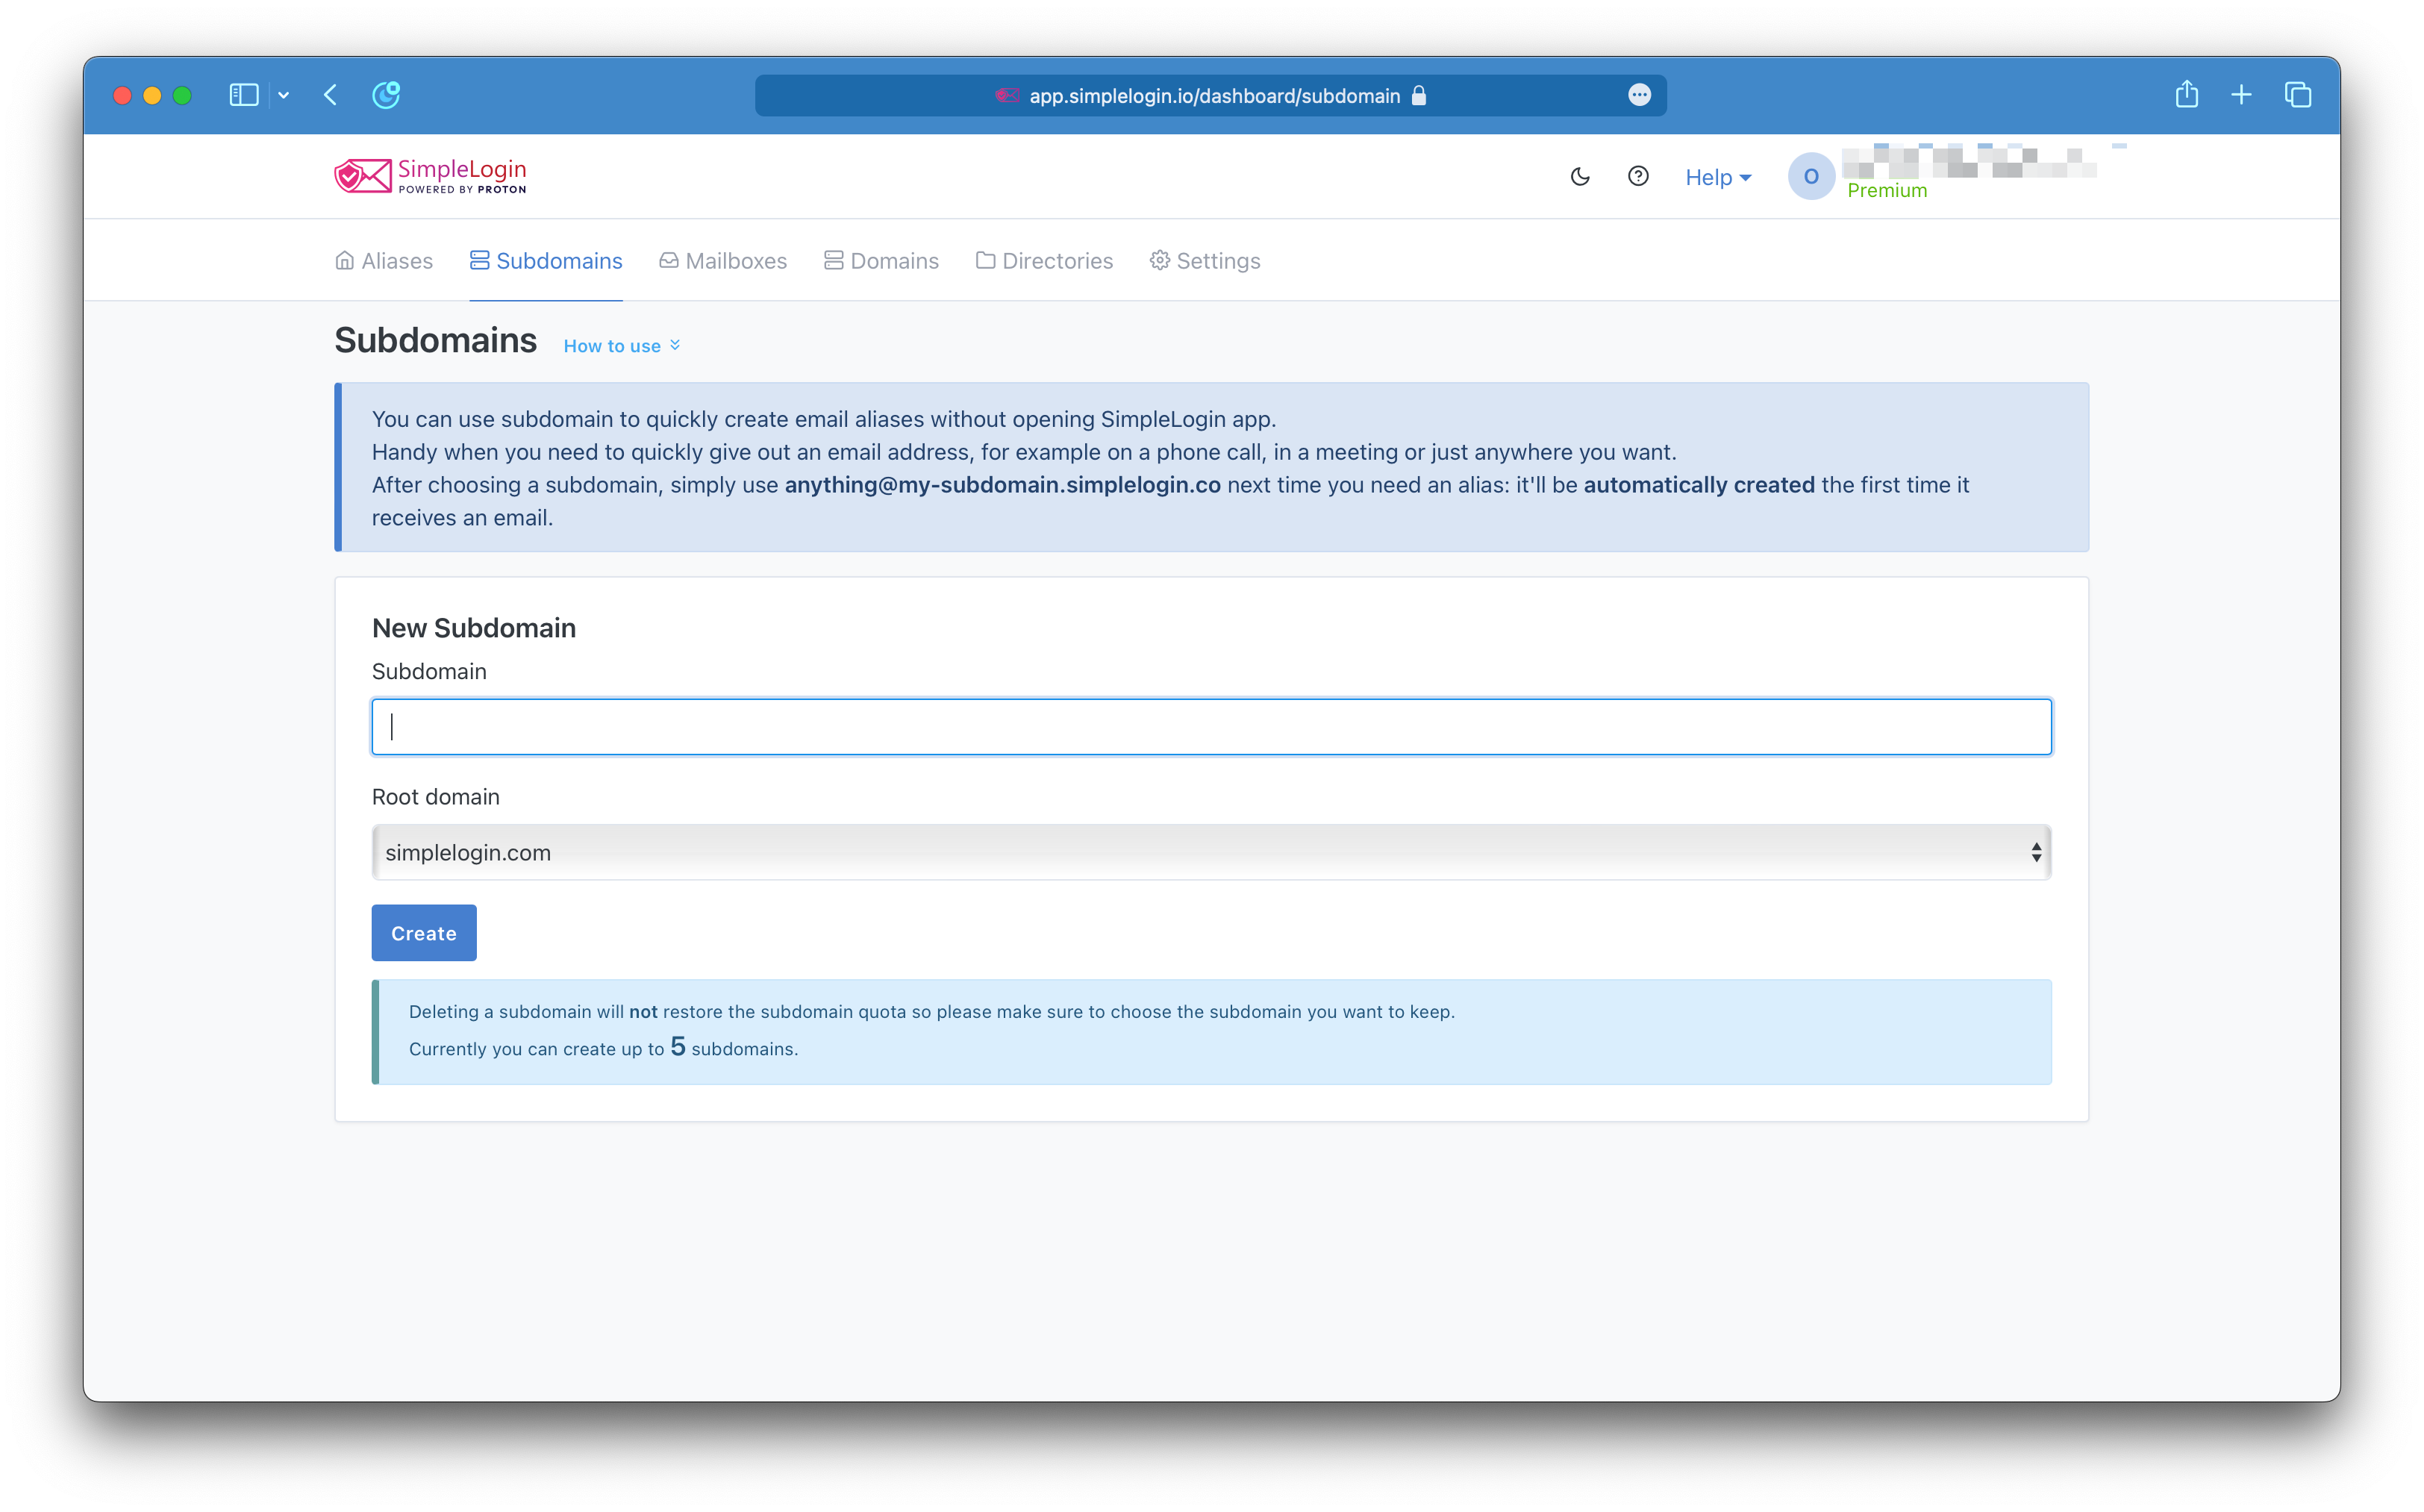 app.simplelogin.io/dashboard/subdomain
SimpleLogin
POWERED BY PROTON
Help
O
Premium
Aliases
Subdomains
Mailboxes
Domains
Directories
Settings
Subdomains
How to use
You can use subdomain to quickly create email aliases without opening SimpleLogin app.
Handy when you need to quickly give out an email address, for example on a phone call, in a meeting or just anywhere you want.
After choosing a subdomain, simply use anything@my-subdomain.simplelogin.co next time you need an alias: it'll be automatically created the first time it
receives an email.
New Subdomain
Subdomain
Root domain
simplelogin.com
Create
Deleting a subdomain will not restore the subdomain quota so please make sure to choose the subdomain you want to keep.
Currently you can create up to 5 subdomains.